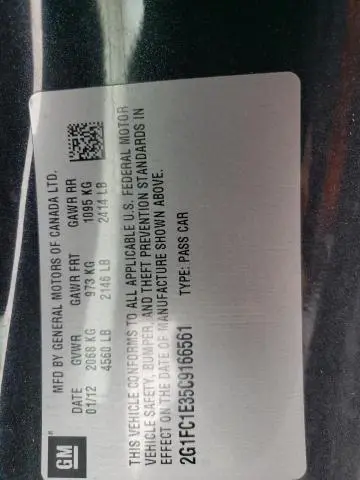 GM
MFD BY GENERAL MOTORS OF CANADA LTD.
DATE GVWR GAWR FRT GAWR RR
01/12 2068 KG 973 KG 1095 KG
4560 LB 2146 LB 2414 LB
THIS VEHICLE CONFORMS TO ALL APPLICABLE U.S. FEDERAL MOTOR
VEHICLE SAFETY, BUMPER, AND THEFT PREVENTION STANDARDS IN
EFFECT ON THE DATE OF MANUFACTURE SHOWN ABOVE.
2G1FC1E35C9166561 TYPE: PASS CAR